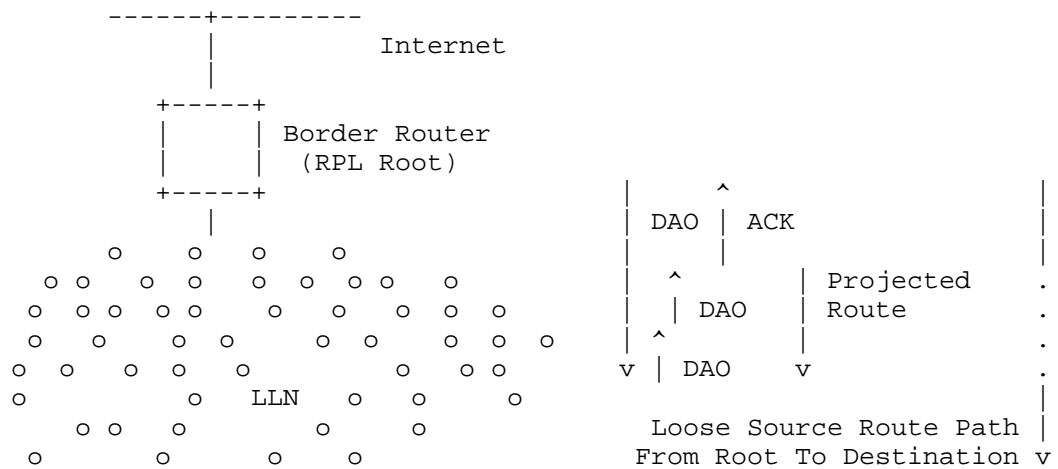 Internet
Border Router
(RPL Root)
DAO ACK
Projected
DAO Route
DAO
LLN
Loose Source Route Path
From Root To Destination